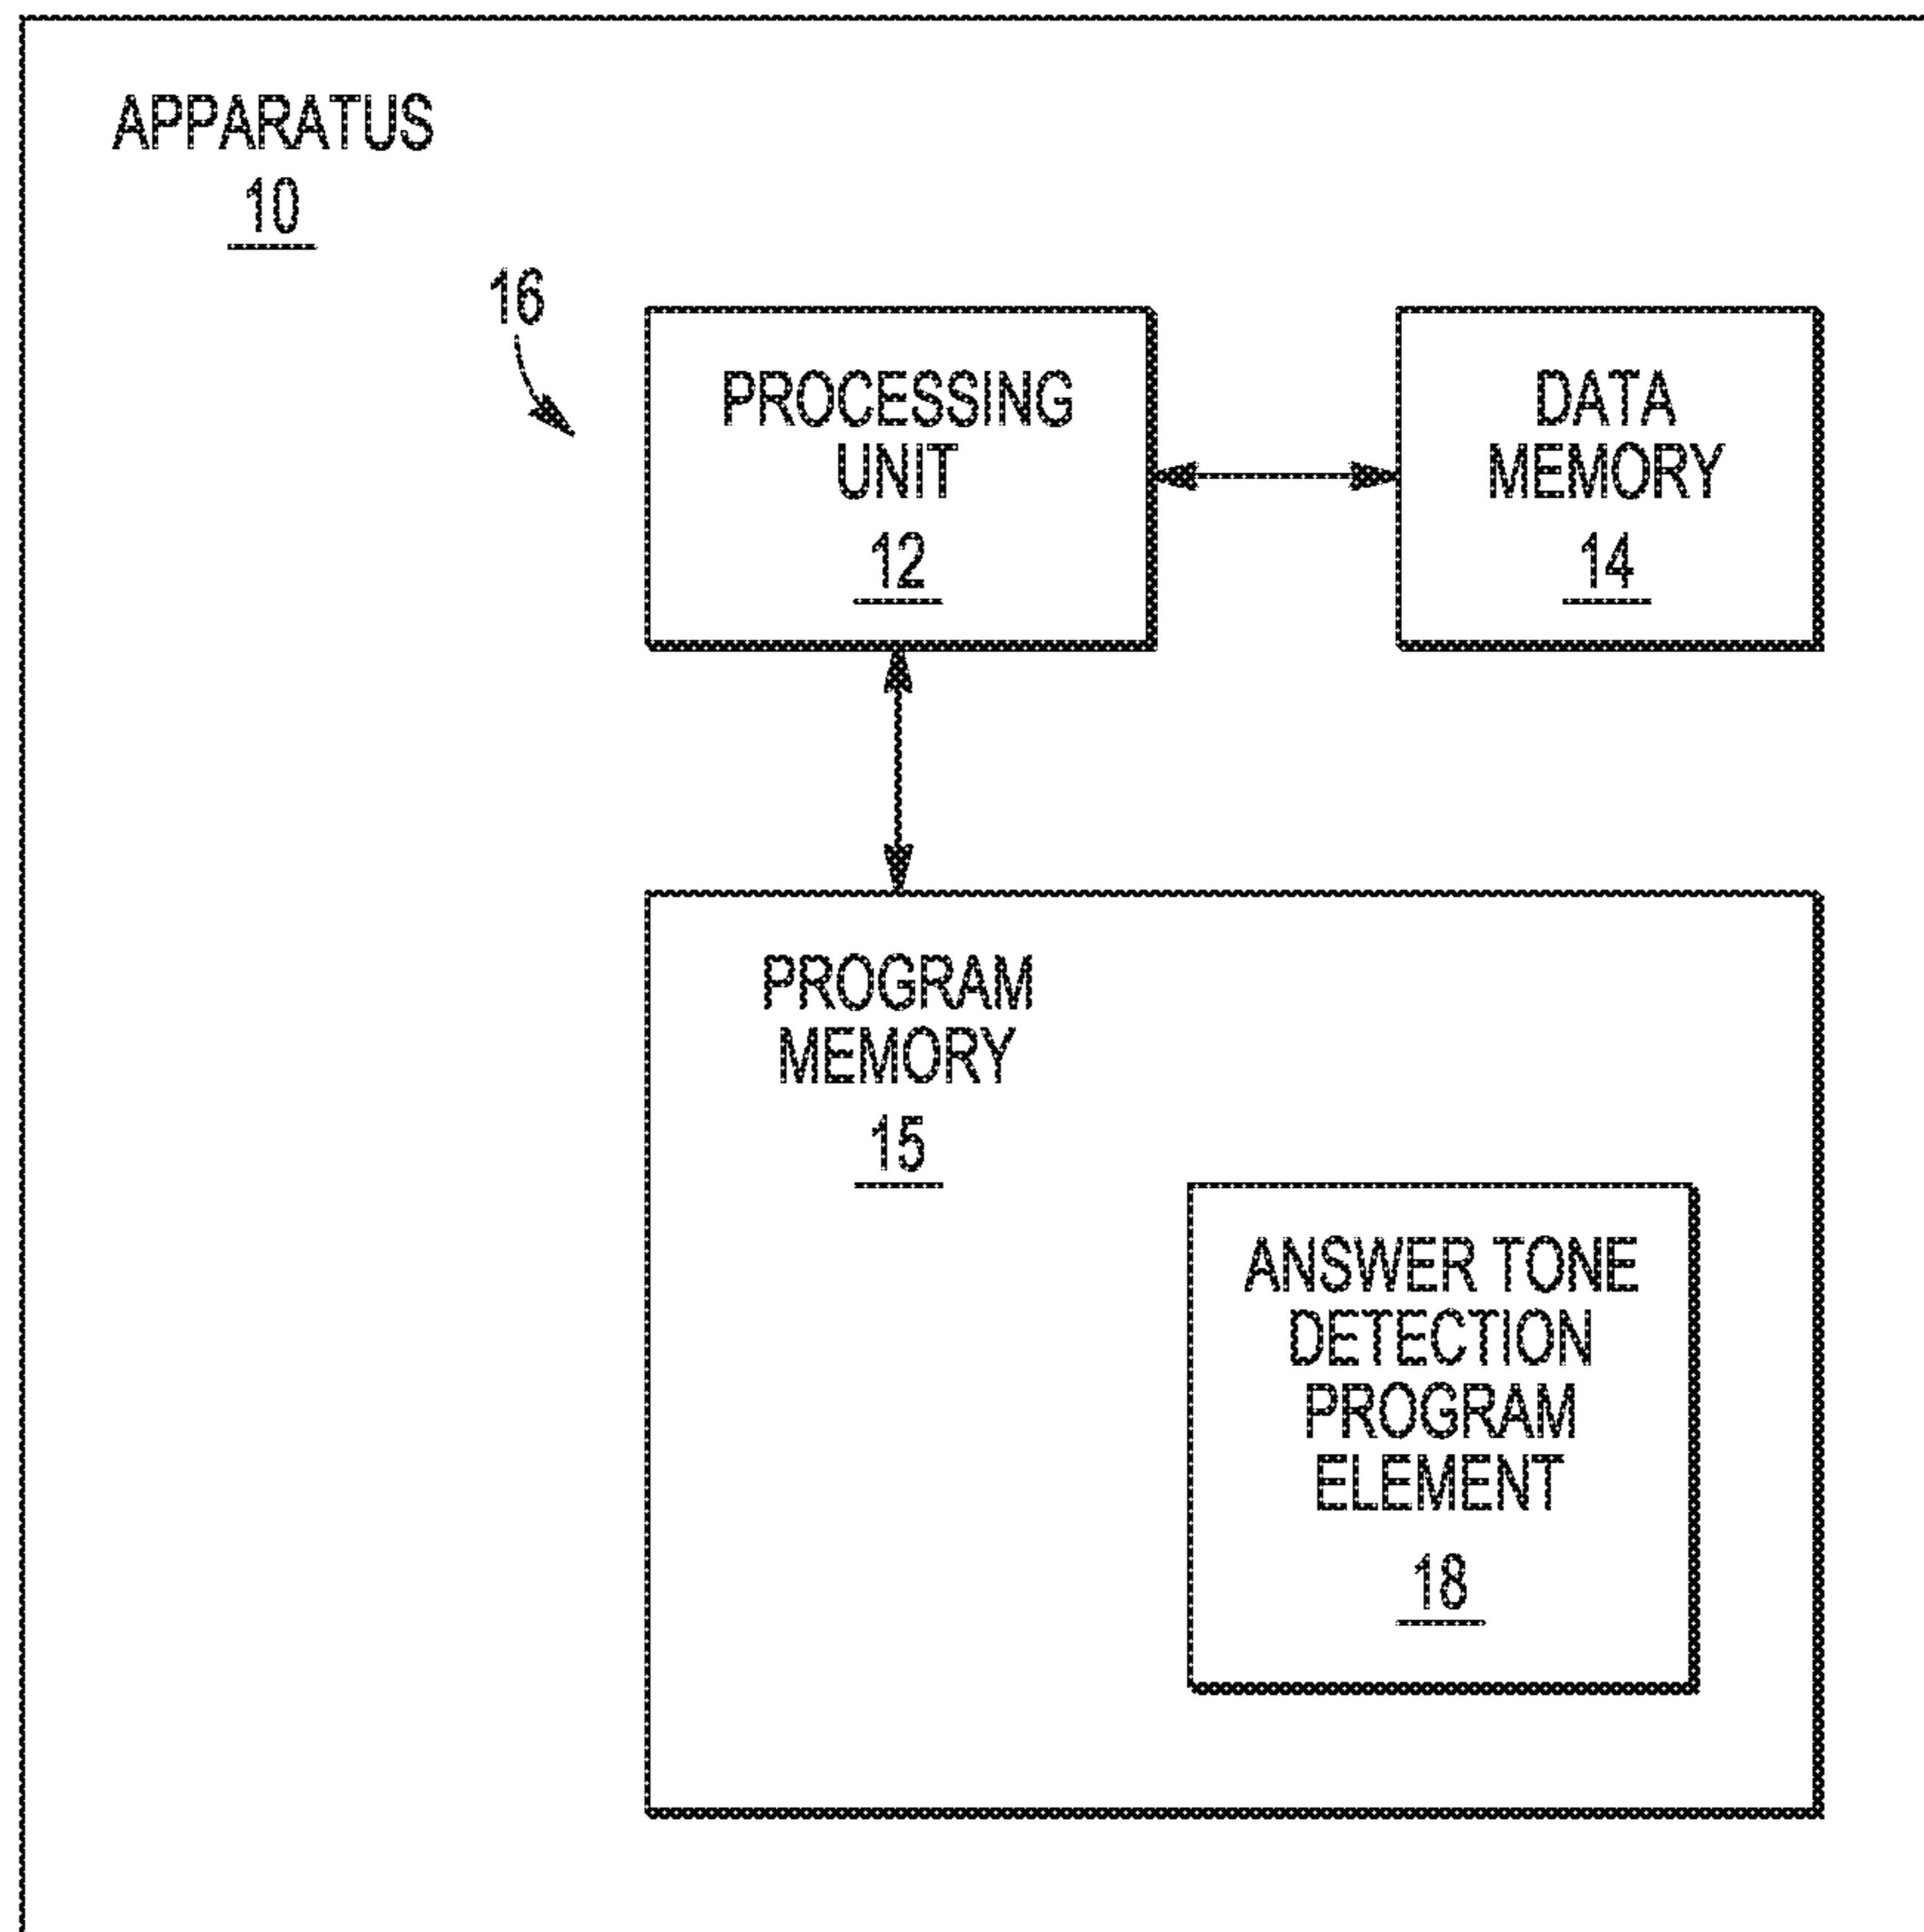 APPARATUS
10
16
PROCESSING
UNIT
12
DATA
MEMORY
14
PROGRAM
MEMORY
15
ANSWER TONE
DETECTION
PROGRAM
ELEMENT
18